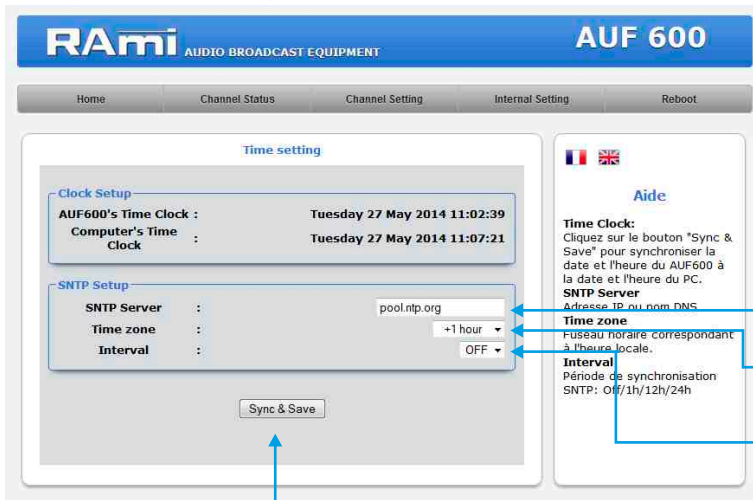 RAmi AUDIO BROADCAST EQUIPMENT
AUF 600
Home Channel Status Channel Setting Internal Setting Reboot
Time setting
Clock Setup
AUF600's Time Clock : Tuesday 27 May 2014 11:02:39
Computer's Time Clock : Tuesday 27 May 2014 11:07:21
SNTP Setup
SNTP Server : pool.ntp.org
Time zone : +1 hour
Interval : OFF
Sync & Save
Aide
Time Clock:
Cliquez sur le bouton "Sync &
Save" pour synchroniser la
date et l'heure du AUF600 à
la date et l'heure du PC.
SNTP Server
Adresse IP ou nom DNS
Time zone
Fuseau horaire correspondant
à l'heure locale.
Interval
Période de synchronisation
SNTP: Off/1h/12h/24h